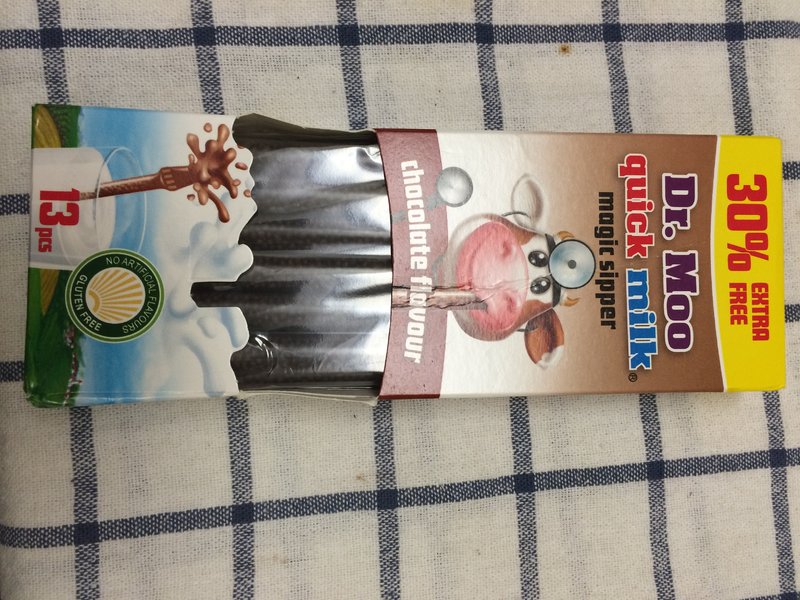 30%
EXTRA
FREE
Dr. Moo
quick milk®
magic sipper
chocolate flavour
13 pcs
NO ARTIFICIAL FLAVOURS
GLUTEN FREE